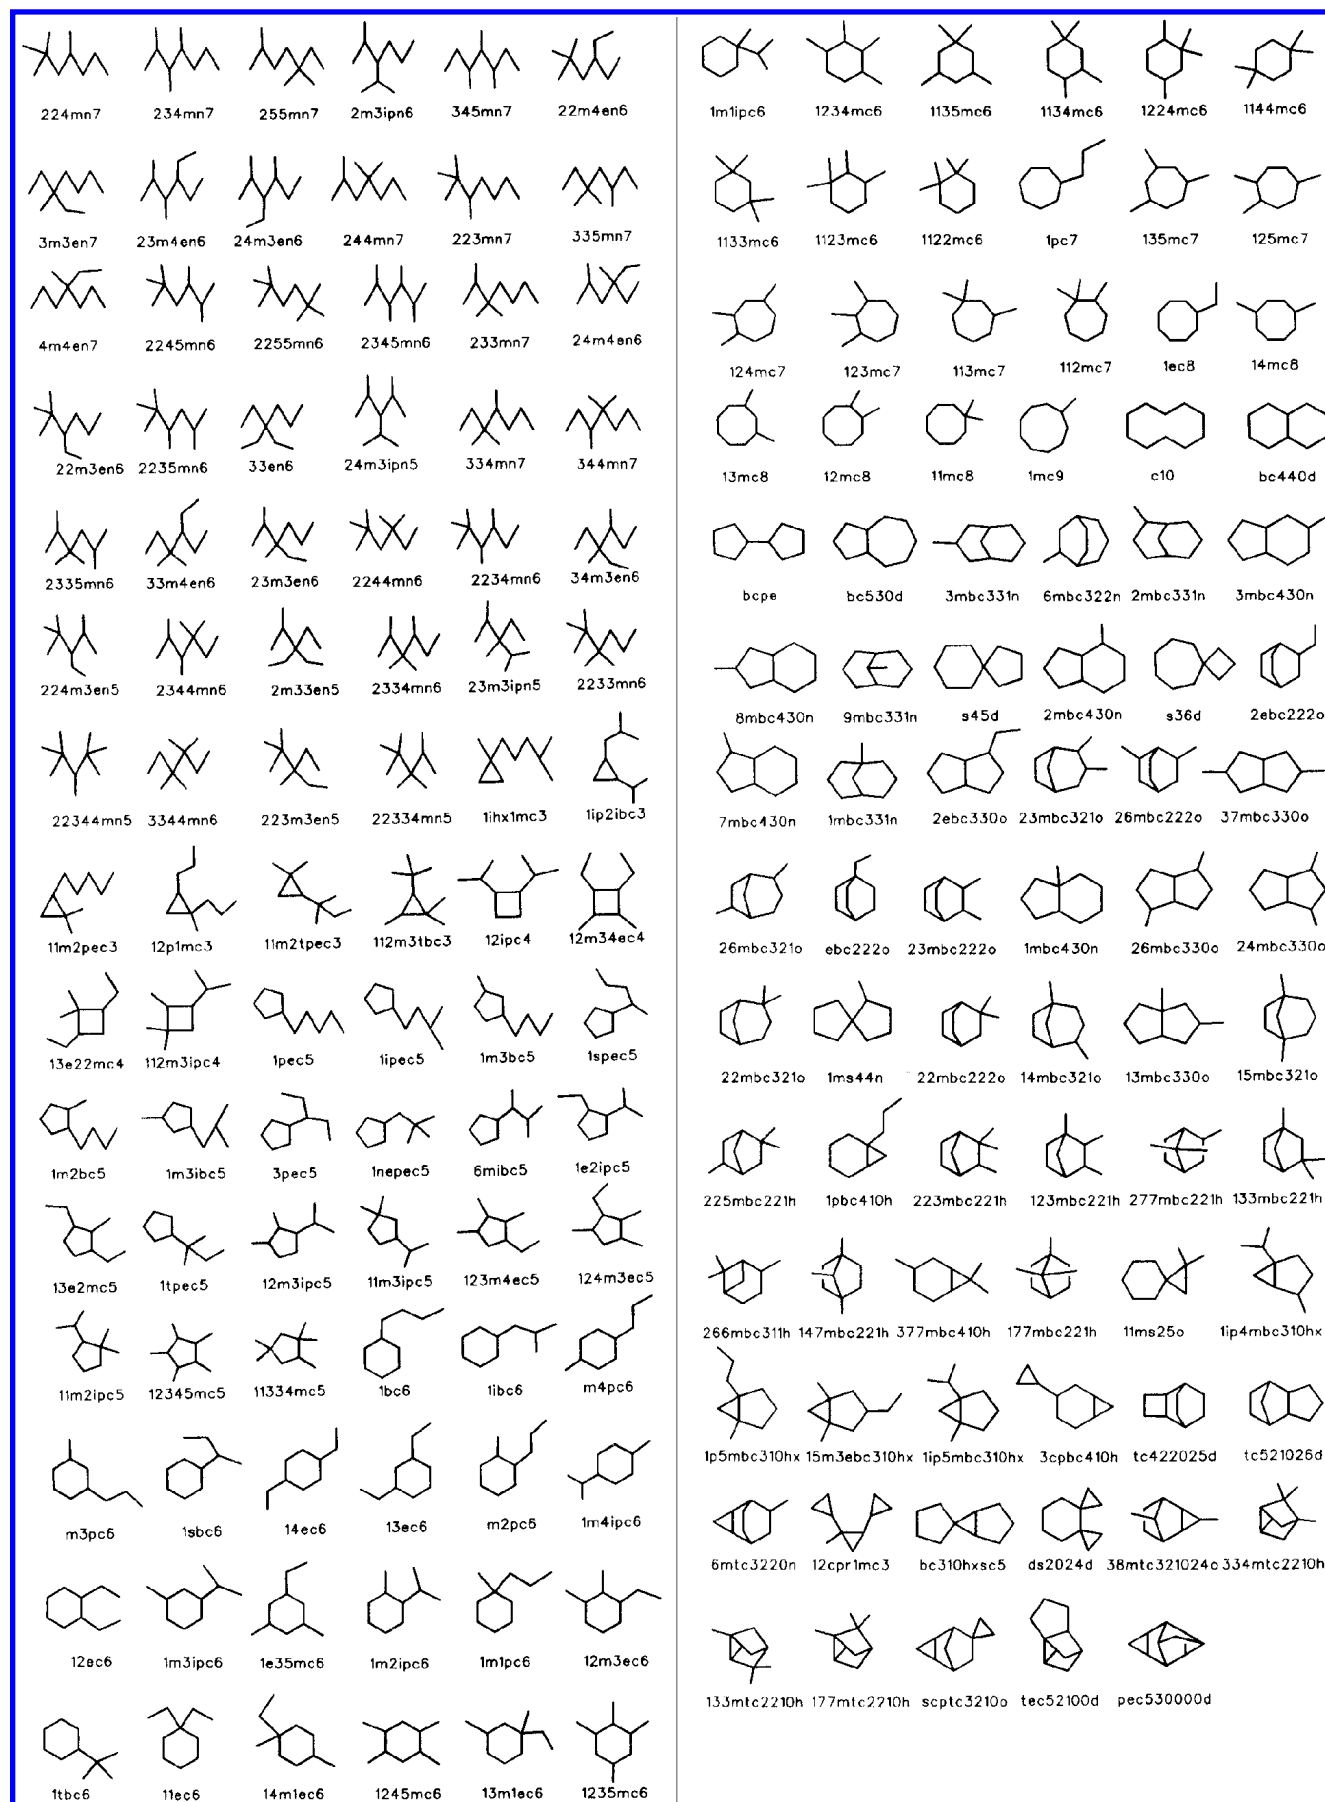 224mn7 234mn7 255mn7 2m3ipn6 345mn7 22m4en6
3m3en7 23m4en6 24m3en6 244mn7 223mn7 335mn7
4m4en7 2245mn6 2255mn6 2345mn6 233mn7 24m4en6
22m3en6 2235mn6 33en6 24m3ipn5 334mn7 344mn7
2335mn6 33m4en6 23m3en6 2244mn6 2234mn6 34m3en6
224m3en5 2344mn6 2m33en5 2334mn6 23m3ipn5 2233mn6
22344mn5 3344mn6 223m3en5 22334mn5 1ihx1mc3 1ip2ibc3
11m2pec3 12p1mc3 11m2tpec3 112m3tbc3 12ipc4 12m34ec4
13e22mc4 112m3ipc4 1pec5 1ipec5 1m3bc5 1spec5
1m2bc5 1m3ibc5 3pec5 1nepec5 6mibc5 1e2ipc5
13e2mc5 1tpec5 12m3ipc5 11m3ipc5 123m4ec5 124m3ec5
11m2ipc5 12345mc5 11334mc5 1bc6 1ibc6 m4pc6
m3pc6 1sbc6 14ec6 13ec6 m2pc6 1m4ipc6
12ec6 1m3ipc6 1e35mc6 1m2ipc6 1m1pc6 12m3ec6
1tbc6 11ec6 14m1ec6 1245mc6 13m1ec6 1235mc6
1m1ipc6 1234mc6 1135mc6 1134mc6 1224mc6 1144mc6
1133mc6 1123mc6 1122mc6 1pc7 135mc7 125mc7
124mc7 123mc7 113mc7 112mc7 1ec8 14mc8
13mc8 12mc8 11mc8 1mc9 c10 bc440d
bcpe bc530d 3mbc331n 6mbc322n 2mbc331n 3mbc430n
8mbc430n 9mbc331n s45d 2mbc430n s36d 2ebc222o
7mbc430n 1mbc331n 2ebc330o 23mbc321o 26mbc222o 37mbc330o
26mbc321o ebc222o 23mbc222o 1mbc430n 26mbc330o 24mbc330o
22mbc321o 1ms44n 22mbc222o 14mbc321o 13mbc330o 15mbc321o
225mbc221h 1pbc410h 223mbc221h 123mbc221h 277mbc221h 133mbc221h
266mbc311h 147mbc221h 377mbc410h 177mbc221h 11ms25o 1ip4mbc310hx
1p5mbc310hx 15m3ebc310hx 1ip5mbc310hx 3cpbc410h tc422025d tc521026d
6mtc3220n 12cpr1mc3 bc310hxsc5 ds2024d 38mtc321024o 334mtc2210h
133mtc2210h 177mtc2210h scptc3210o tec52100d pec530000d